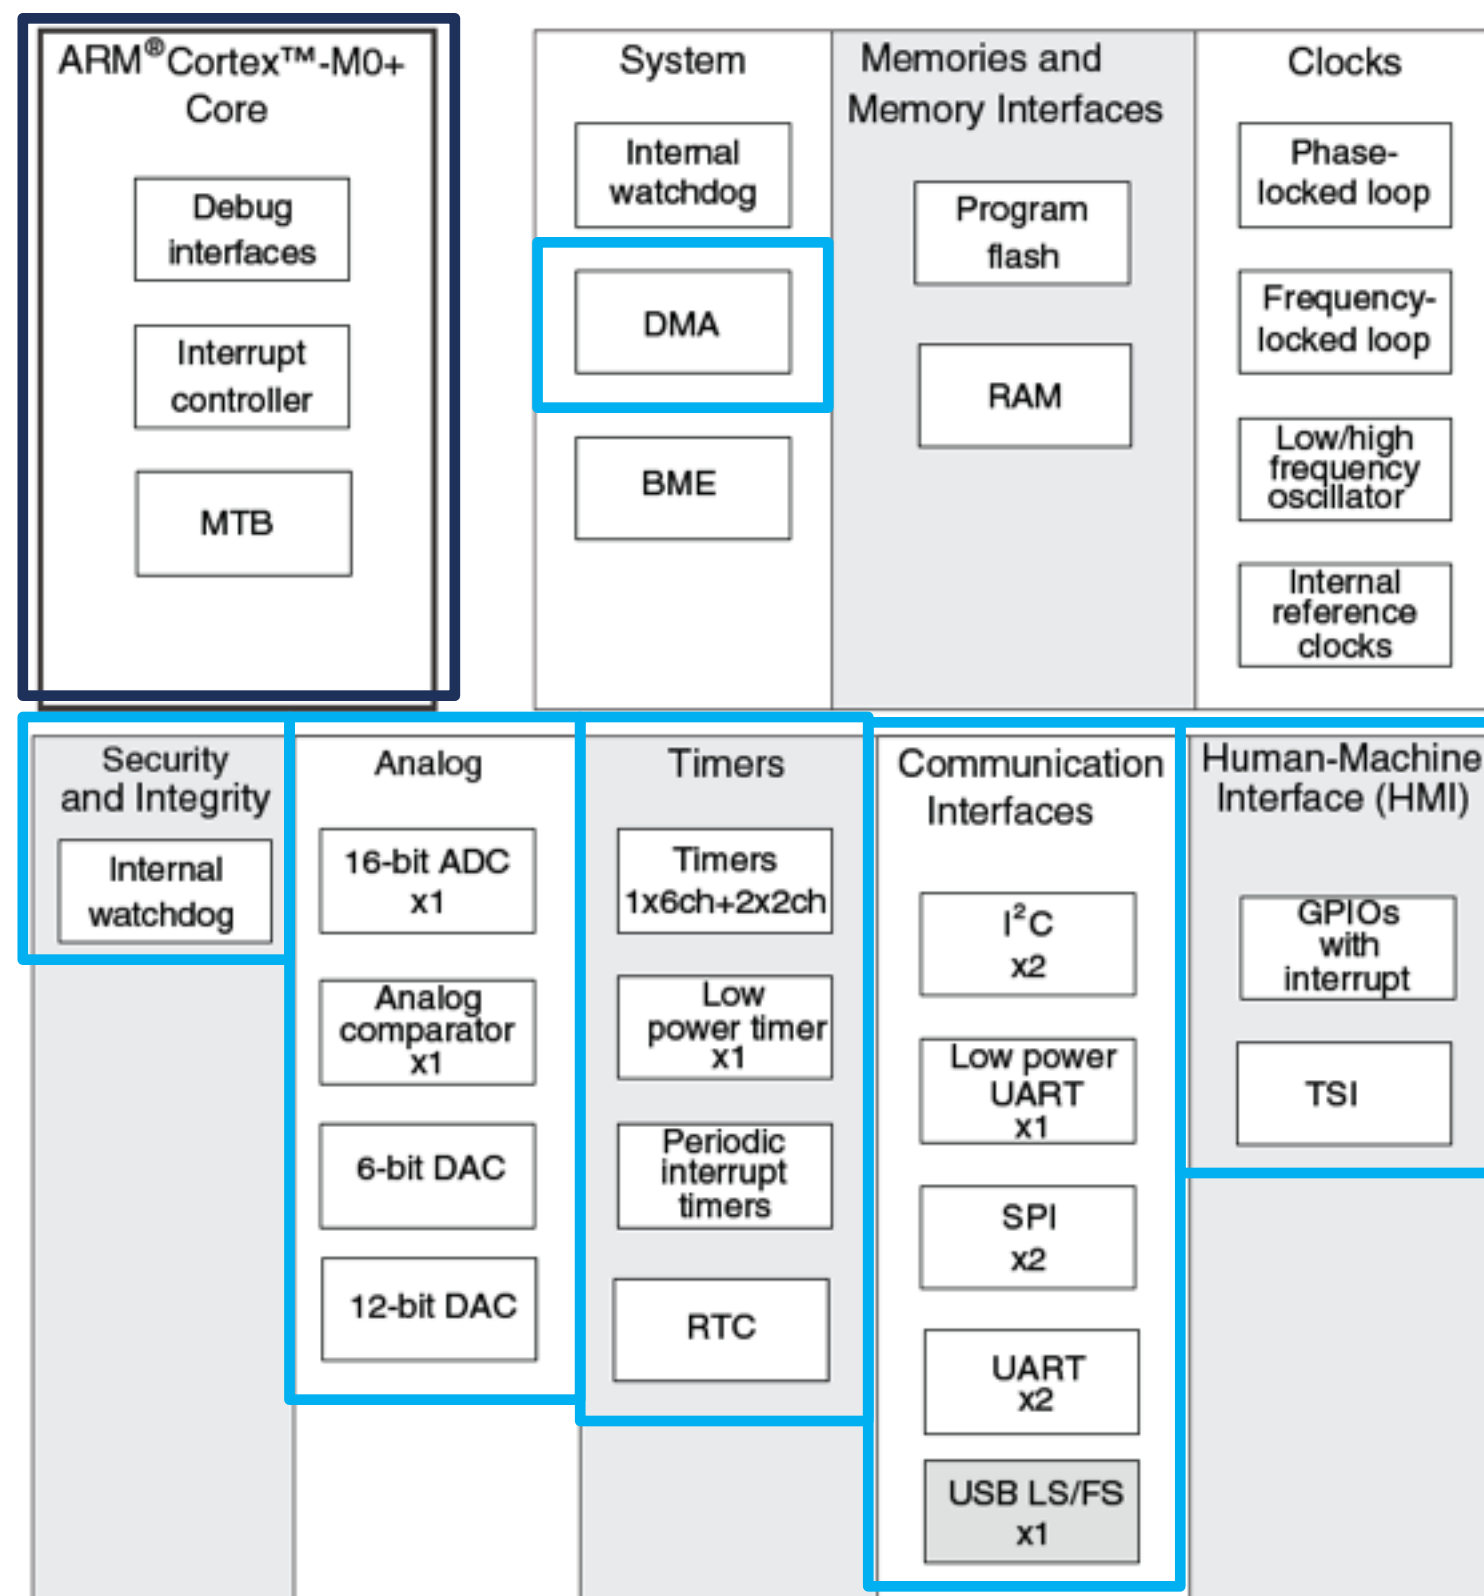 ARM®Cortex™-M0+
Core
Debug
interfaces
Interrupt
controller
MTB
System
Internal
watchdog
DMA
BME
Memories and
Memory Interfaces
Program
flash
RAM
Clocks
Phase-
locked loop
Frequency-
locked loop
Low/high
frequency
oscillator
Internal
reference
clocks
Security
and Integrity
Internal
watchdog
Analog
16-bit ADC
x1
Analog
comparator
x1
6-bit DAC
12-bit DAC
Timers
Timers
1x6ch+2x2ch
Low
power timer
x1
Periodic
interrupt
timers
RTC
Communication
Interfaces
I²C
x2
Low power
UART
x1
SPI
x2
UART
x2
USB LS/FS
x1
Human-Machine
Interface (HMI)
GPIOs
with
interrupt
TSI